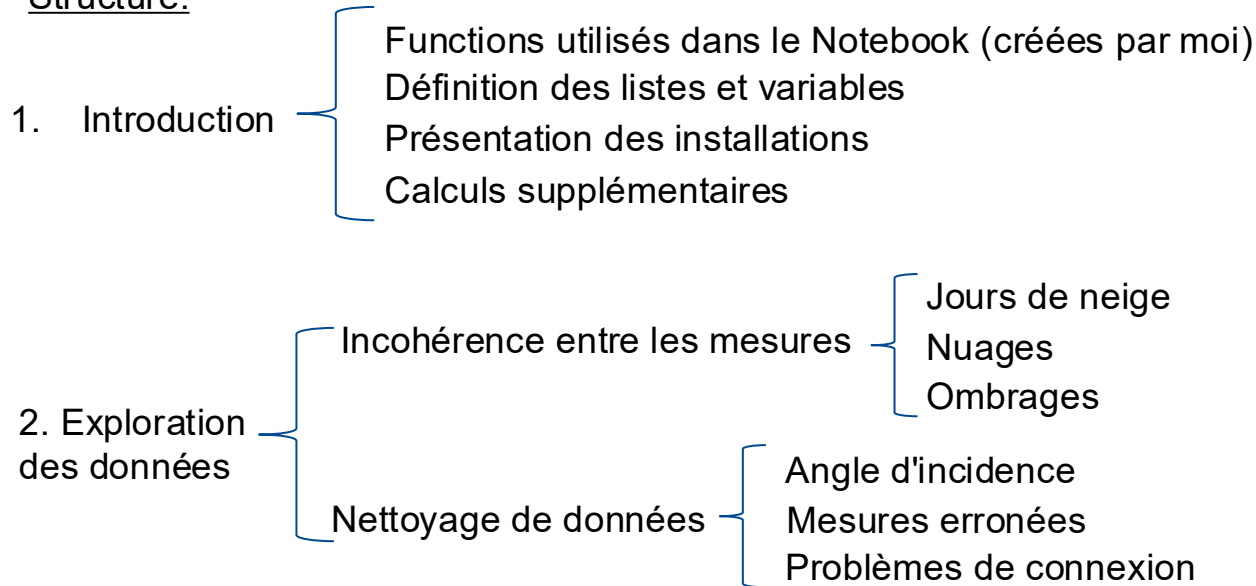 Structure:
1. Introduction
Functions utilisés dans le Notebook (créées par moi)
Définition des listes et variables
Présentation des installations
Calculs supplémentaires
2. Exploration
des données
Incohérence entre les mesures
Jours de neige
Nuages
Ombrages
Nettoyage de données
Angle d'incidence
Mesures erronées
Problèmes de connexion